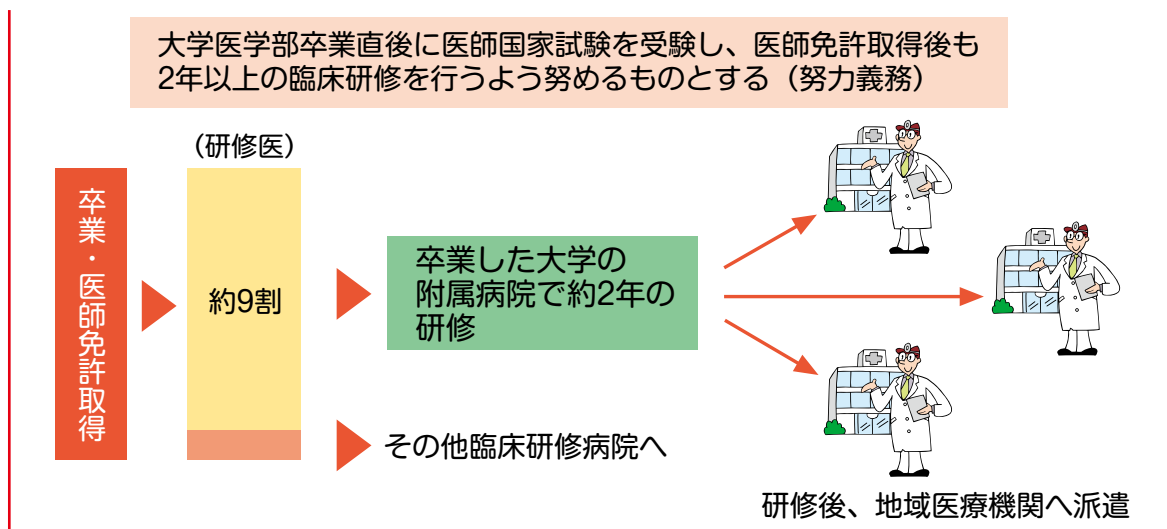 大学医学部卒業直後に医師国家試験を受験し、医師免許取得後も
2年以上の臨床研修を行うよう努めるものとする（努力義務）
（研修医）
卒業・医師免許取得
約9割
卒業した大学の
附属病院で約2年の
研修
その他臨床研修病院へ
研修後、地域医療機関へ派遣